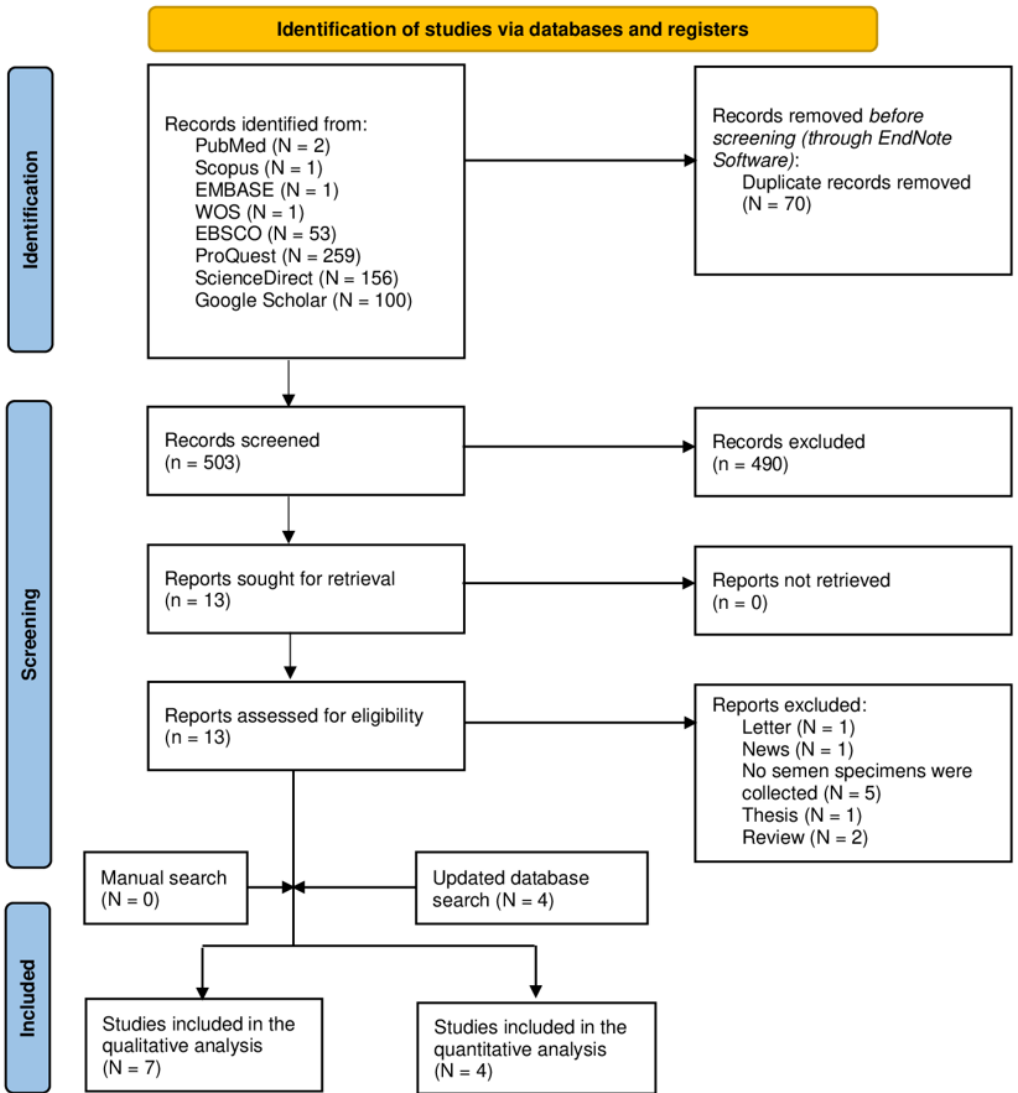 Identification of studies via databases and registers
Identification
Records identified from:
PubMed (N = 2)
Scopus (N = 1)
EMBASE (N = 1)
WOS (N = 1)
EBSCO (N = 53)
ProQuest (N = 259)
ScienceDirect (N = 156)
Google Scholar (N = 100)
Records removed before
screening (through EndNote
Software):
Duplicate records removed
(N = 70)
Screening
Records screened
(n = 503)
Records excluded
(n = 490)
Reports sought for retrieval
(n = 13)
Reports not retrieved
(n = 0)
Reports assessed for eligibility
(n = 13)
Reports excluded:
Letter (N = 1)
News (N = 1)
No semen specimens were
collected (N = 5)
Thesis (N = 1)
Review (N = 2)
Manual search
(N = 0)
Updated database
search (N = 4)
Included
Studies included in the
qualitative analysis
(N = 7)
Studies included in the
quantitative analysis
(N = 4)